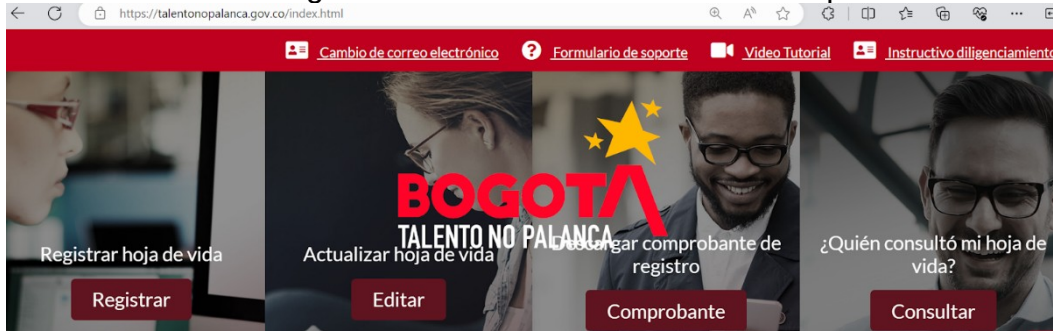 https://talentonopalanca.gov.co/index.html
Cambio de correo electrónico
Formulario de soporte
Video Tutorial
Instructivo diligenciamiento
BOGOTA
TALENTO NO PALANCA
Registrar hoja de vida
Actualizar hoja de vida
Descargar comprobante de
registro
¿Quién consultó mi hoja de
vida?
Registrar
Editar
Comprobante
Consultar